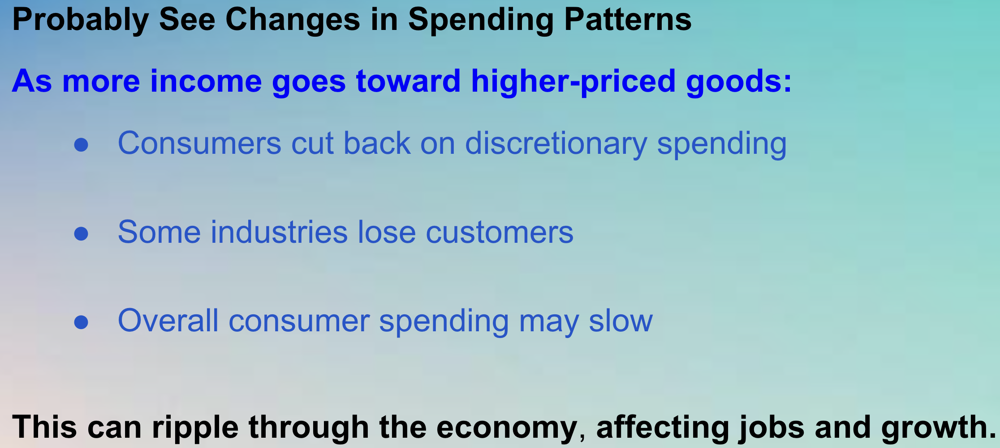 Probably See Changes in Spending Patterns
As more income goes toward higher-priced goods:
● Consumers cut back on discretionary spending
● Some industries lose customers
● Overall consumer spending may slow
This can ripple through the economy, affecting jobs and growth.